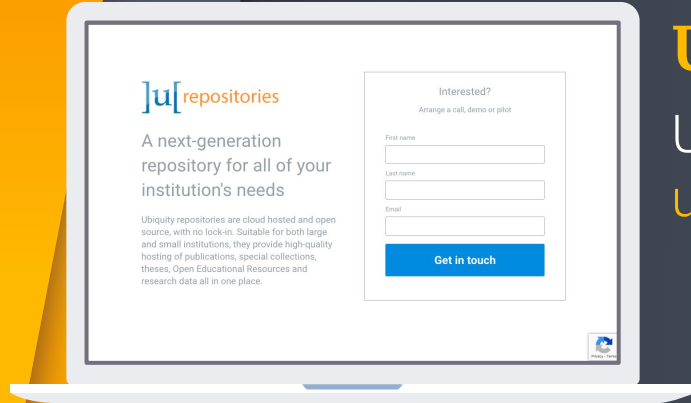 ]u[ repositories
A next-generation
repository for all of your
institution's needs
Ubiquity repositories are cloud hosted and open
source, with no lock-in. Suitable for both large
and small institutions, they provide high-quality
hosting of publications, special collections,
theses, Open Educational Resources and
research data all in one place.
Interested?
Arrange a call, demo or pilot
First name
Last name
Email
Get in touch
Privacy - Terms